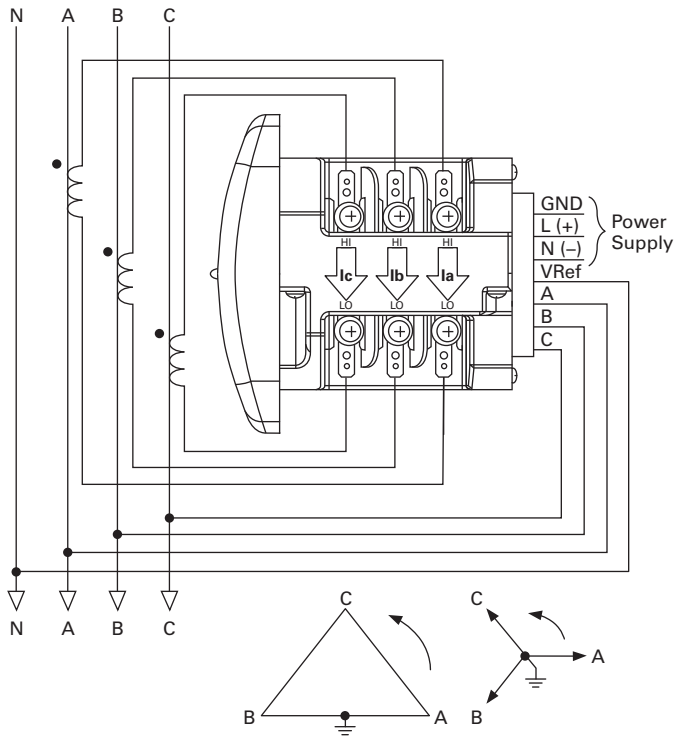 N A B C
GND
L (+)
N (–)
Power
Supply
VRef
A
B
C
HI HI HI
Ic Ib Ia
LO LO LO
N A B C
C
B A
C
A
B